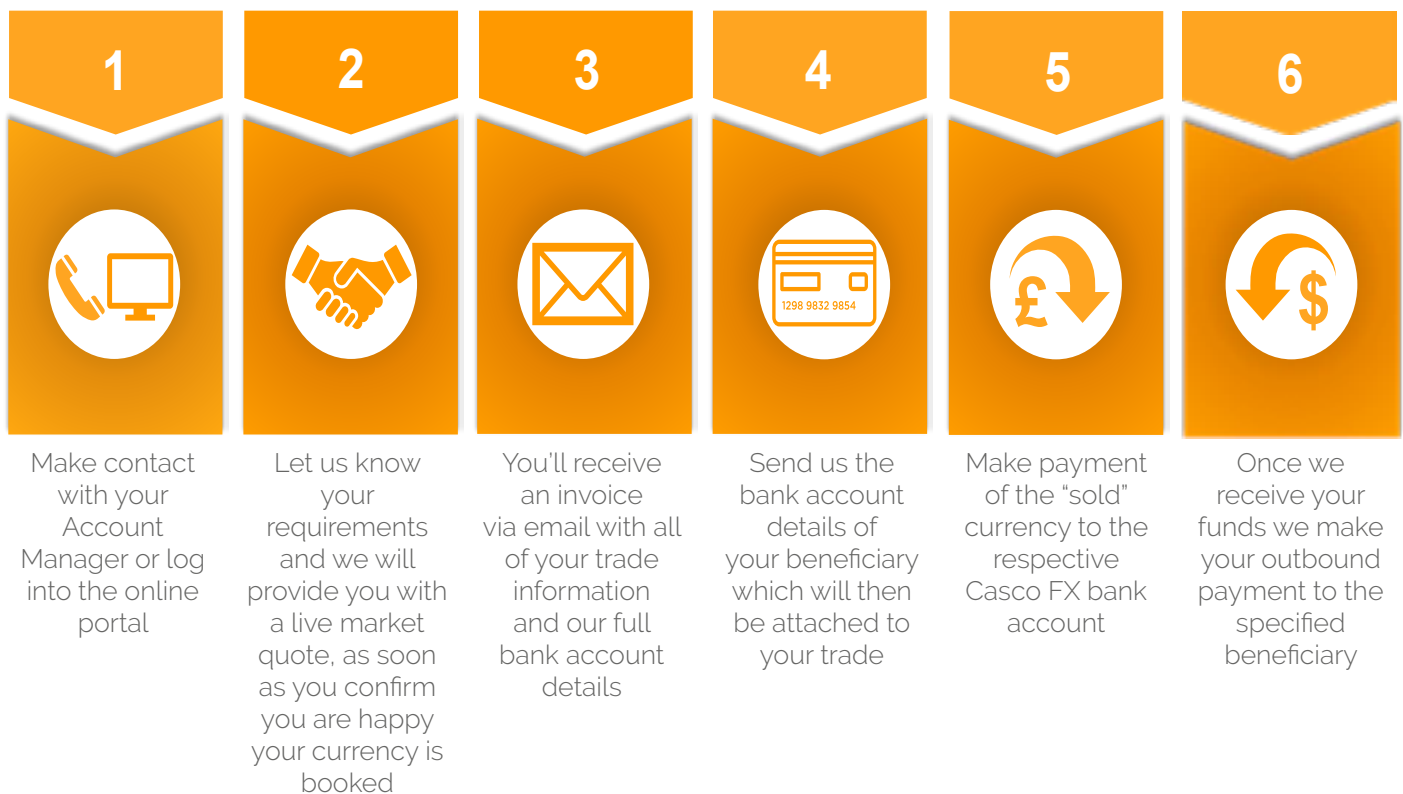 1
Make contact
with your
Account
Manager or log
into the online
portal
2
Let us know
your
requirements
and we will
provide you with
a live market
quote, as soon
as you confirm
you are happy
your currency is
booked
3
You’ll receive
an invoice
via email with all
of your trade
information
and our full
bank account
details
4
1298 9832 9854
Send us the
bank account
details of
your beneficiary
which will then
be attached to
your trade
5
£
Make payment
of the “sold”
currency to the
respective
Casco FX bank
account
6
$
Once we
receive your
funds we make
your outbound
payment to the
specified
beneficiary